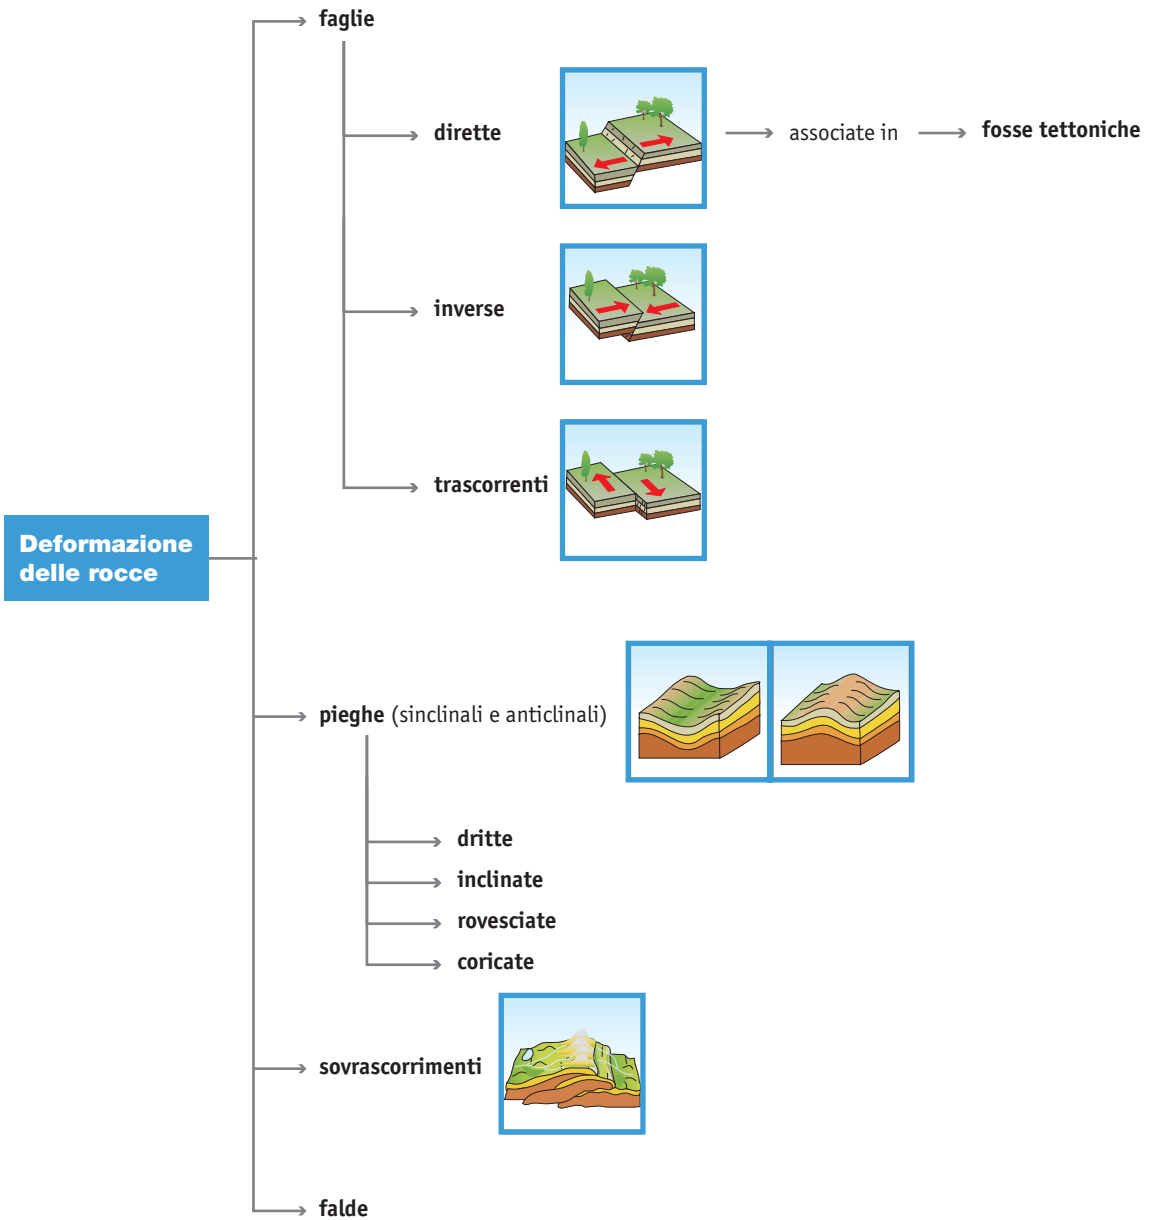 faglie
dirette
associate in
fosse tettoniche
inverse
trascorrenti
Deformazione
delle rocce
pieghe (sinclinali e anticlinali)
dritte
inclinate
rovesciate
coricate
sovrascorrimenti
falde